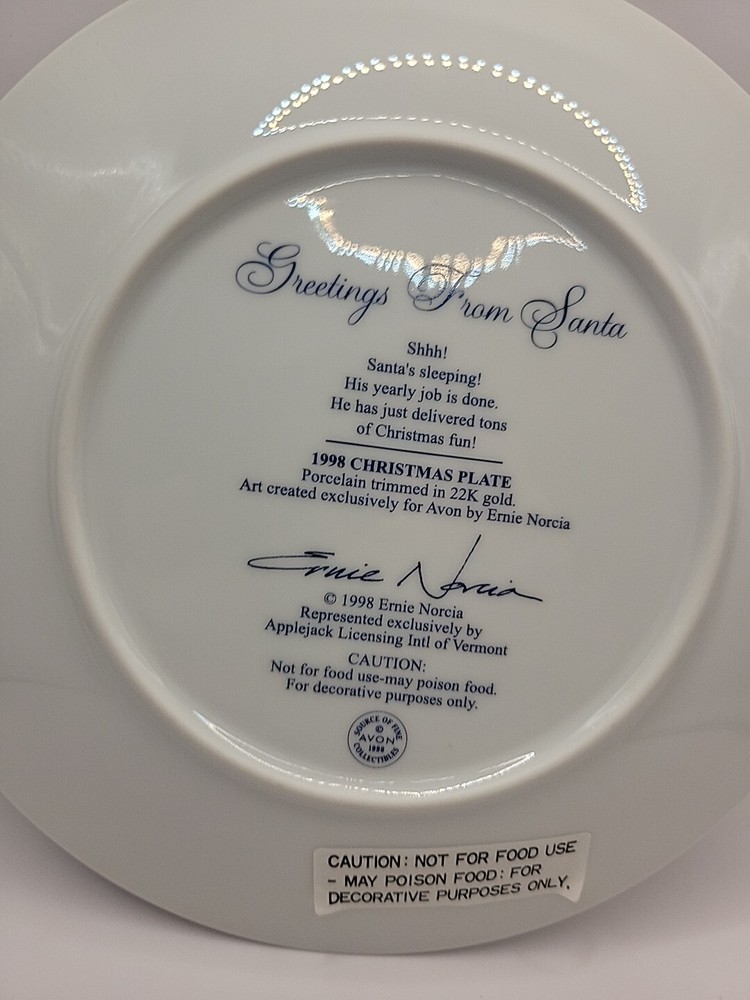 Greetings From Santa
Shhh!
Santa's sleeping!
His yearly job is done.
He has just delivered tons
of Christmas fun!
1998 CHRISTMAS PLATE
Porcelain trimmed in 22K gold.
Art created exclusively for Avon by Ernie Norcia
Ernie Norcia
© 1998 Ernie Norcia
Represented exclusively by
Applejack Licensing Intl of Vermont
CAUTION:
Not for food use-may poison food.
For decorative purposes only.
SOURCE OF FINE
©
AVON
1998
COLLECTIBLES
CAUTION: NOT FOR FOOD USE
- MAY POISON FOOD: FOR
DECORATIVE PURPOSES ONLY.